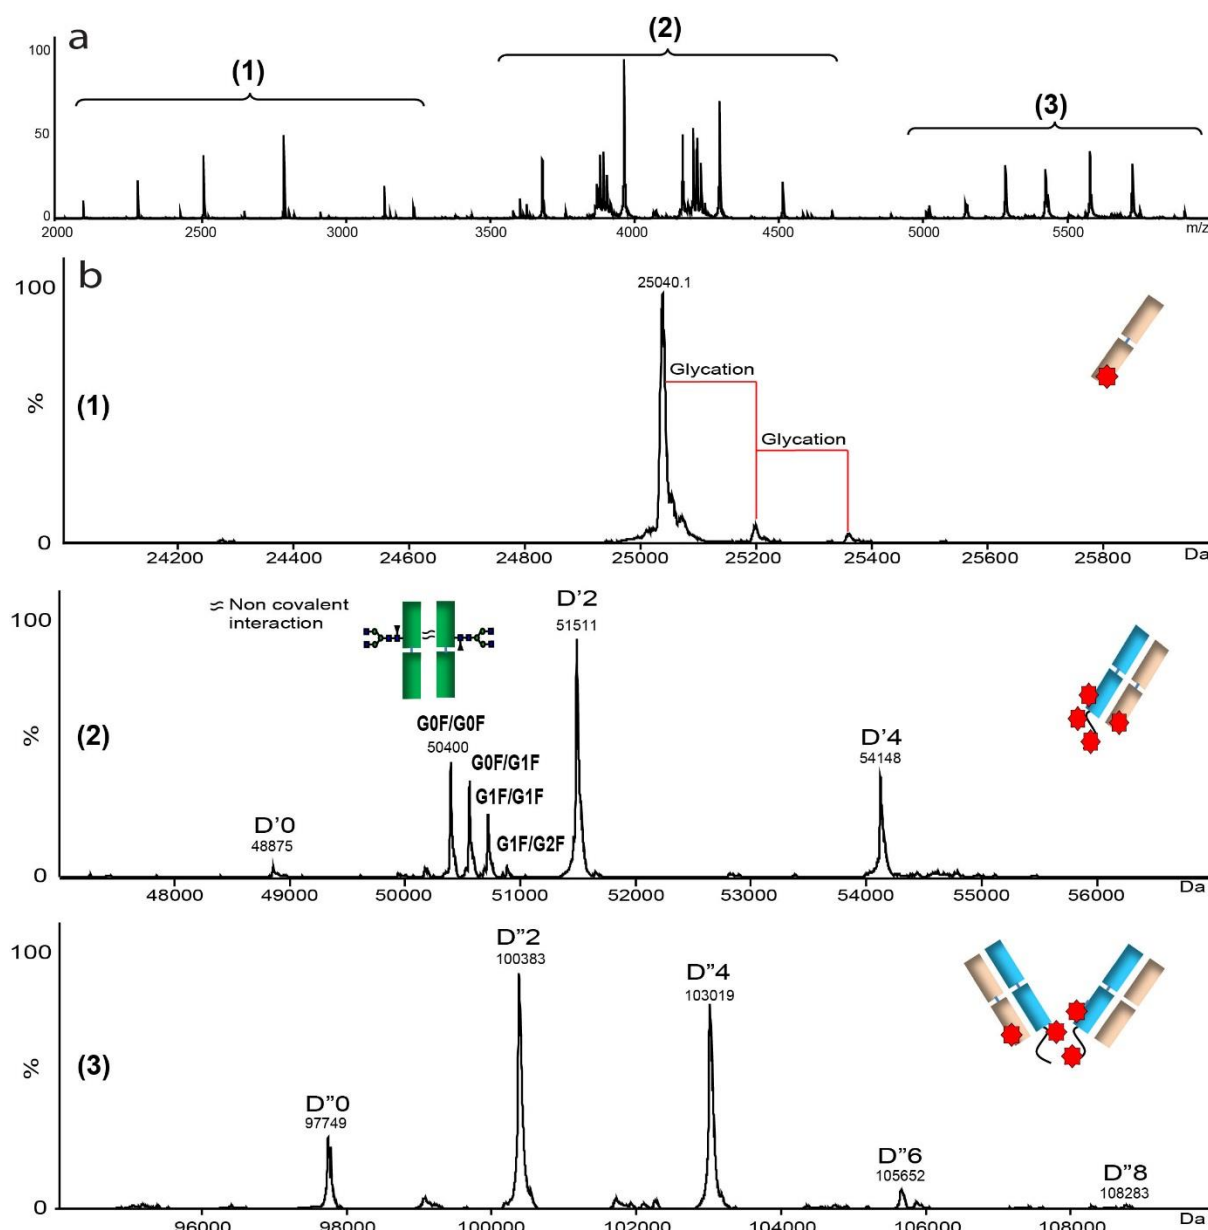 a
(1)
(2)
(3)
100
50
0
2000 2500 3000 3500 4000 4500 5000 5500 m/z
b
100
25040.1
Glycation
Glycation
%
(1)
0
24200 24400 24600 24800 25000 25200 25400 25600 25800 Da
≈ Non covalent
interaction
100
D'2
51511
G0F/G0F
50400
G0F/G1F
G1F/G1F
G1F/G2F
D'4
54148
%
(2)
D'0
48875
0
48000 49000 50000 51000 52000 53000 54000 55000 56000 Da
100
D"2
100383
D"4
103019
%
(3)
D"0
97749
D"6
105652
D"8
108283
0
96000 98000 100000 102000 104000 106000 108000 Da